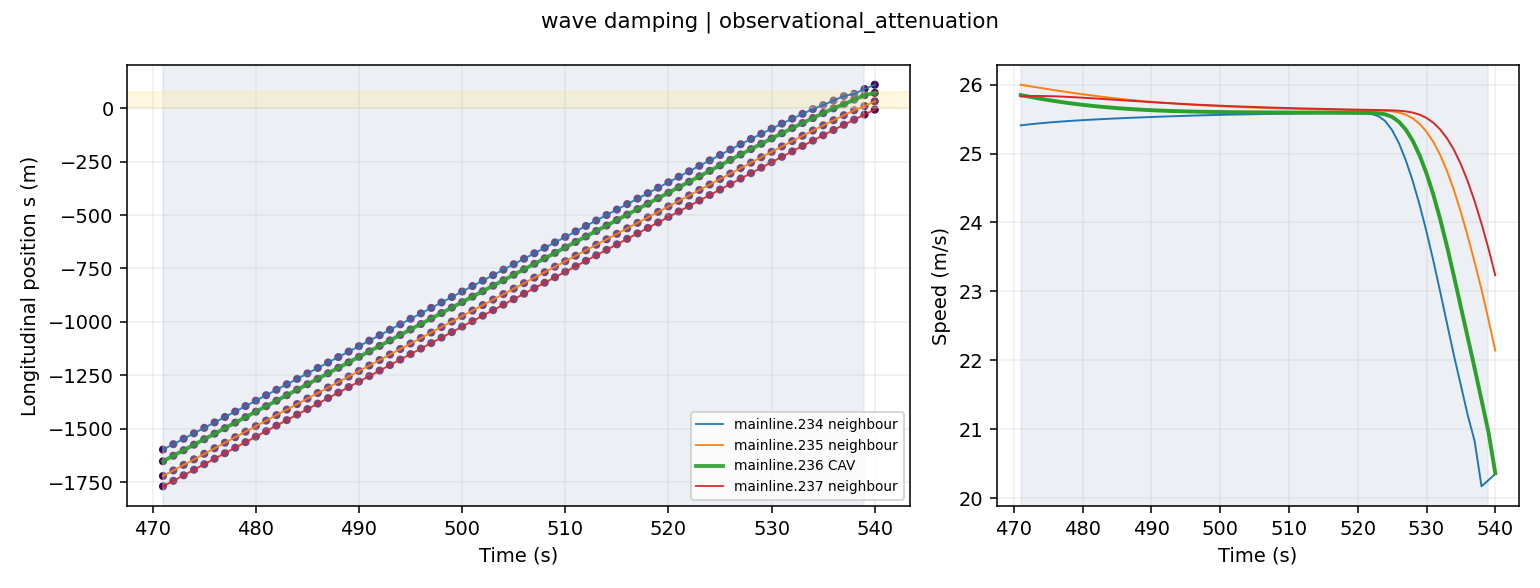 wave damping | observational_attenuation
Longitudinal position s (m)
0
−250
−500
−750
−1000
−1250
−1500
−1750
470 480 490 500 510 520 530 540
Time (s)
mainline.234 neighbour
mainline.235 neighbour
mainline.236 CAV
mainline.237 neighbour
Speed (m/s)
26
25
24
23
22
21
20
470 480 490 500 510 520 530 540
Time (s)